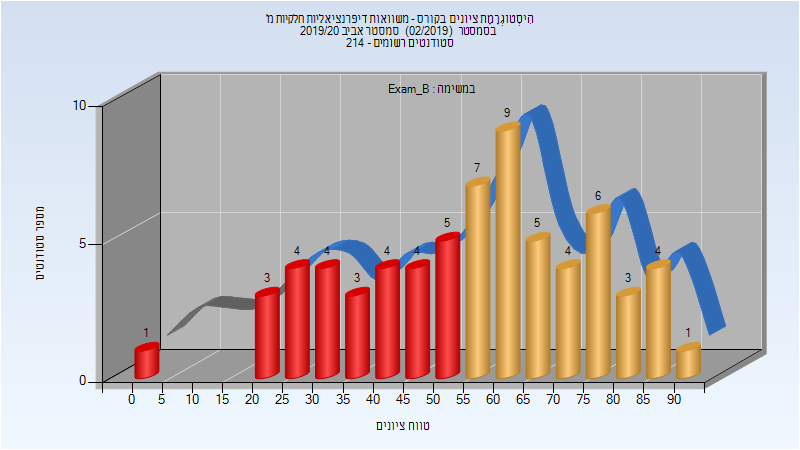 הִיסְטוֹגְרָמַת ציונים בקורס - משוואות דיפרנציאליות חלקיות מ'
בסמסטר (02/2019) סמסטר אביב 2019/20
סטודנטים רשומים - 214
במשימה : Exam_B
10
5
0
מספר סטודנטים
1
3
4
4
3
4
4
5
7
9
5
4
6
3
4
1
0 5 10 15 20 25 30 35 40 45 50 55 60 65 70 75 80 85 90
טווח ציונים